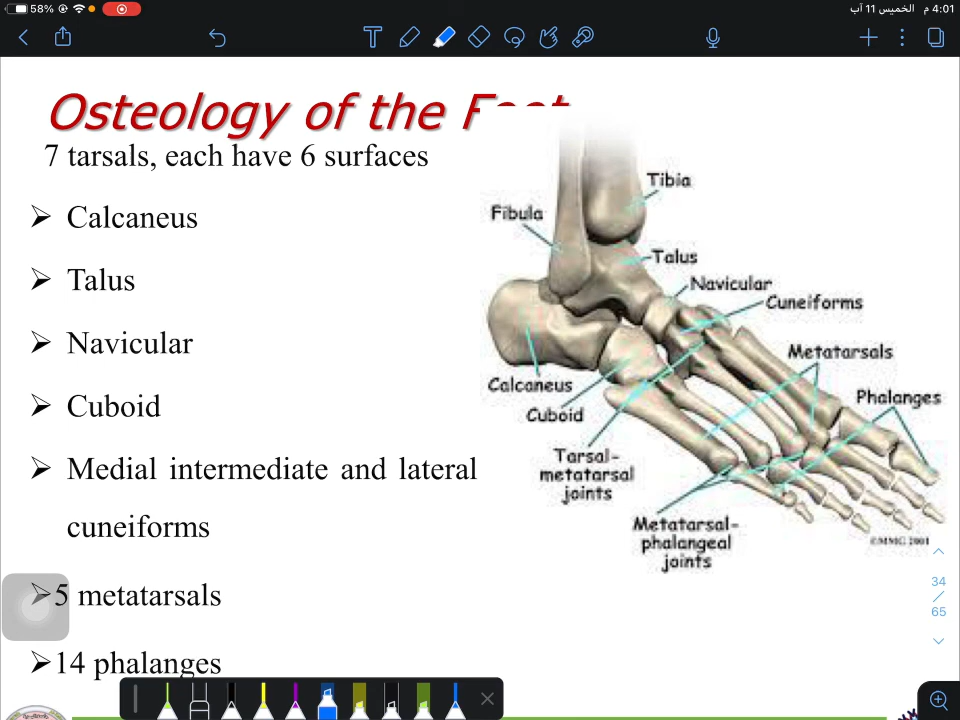 58%
4:01 م الخميس 11 آب
Osteology of the Foot
7 tarsals, each have 6 surfaces
➢ Calcaneus
➢ Talus
➢ Navicular
➢ Cuboid
➢ Medial intermediate and lateral
cuneiforms
➢5 metatarsals
➢14 phalanges
Tibia
Fibula
Talus
Navicular
Cuneiforms
Metatarsals
Phalanges
Calcaneus
Cuboid
Tarsal-
metatarsal
joints
Metatarsal-
phalangeal
joints
©MMG 2001
34
/
65